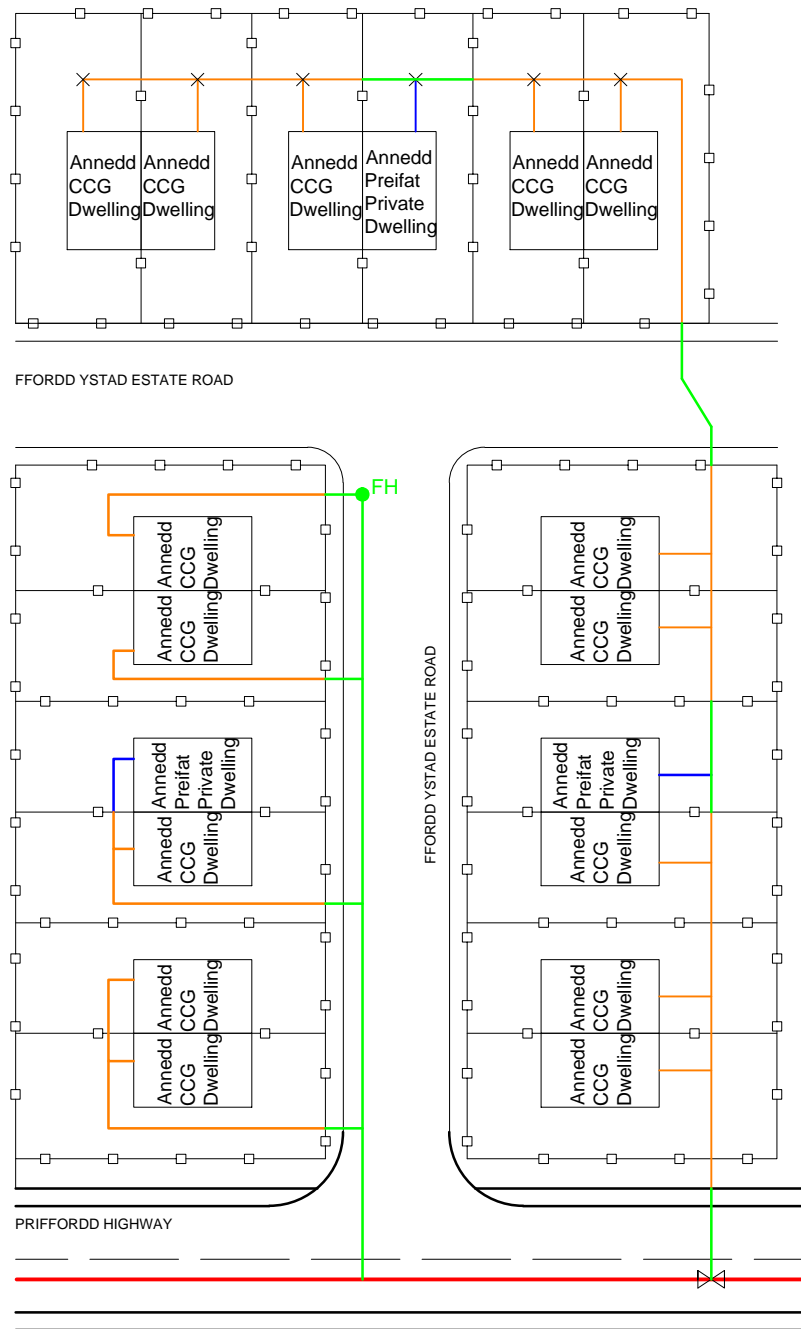 Annedd
CCG
Dwelling
Annedd
CCG
Dwelling
Annedd
CCG
Dwelling
Annedd
Preifat
Private
Dwelling
Annedd
CCG
Dwelling
Annedd
CCG
Dwelling
FFORDD YSTAD ESTATE ROAD
FH
Annedd
CCG
Dwelling
Annedd
CCG
Dwelling
Annedd
Preifat
Private
Dwelling
Annedd
CCG
Dwelling
Annedd
CCG
Dwelling
Annedd
CCG
Dwelling
FFORDD YSTAD ESTATE ROAD
Annedd
CCG
Dwelling
Annedd
CCG
Dwelling
Annedd
Preifat
Private
Dwelling
Annedd
CCG
Dwelling
Annedd
CCG
Dwelling
Annedd
CCG
Dwelling
PRIFFORDD HIGHWAY